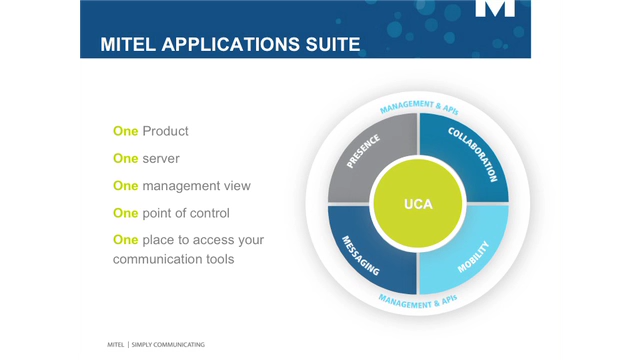 M
MITEL APPLICATIONS SUITE
One Product
One server
One management view
One point of control
One place to access your
communication tools
MANAGEMENT & APIs
PRESENCE
COLLABORATION
UCA
MESSAGING
MOBILITY
MANAGEMENT & APIs
MITEL | SIMPLY COMMUNICATING